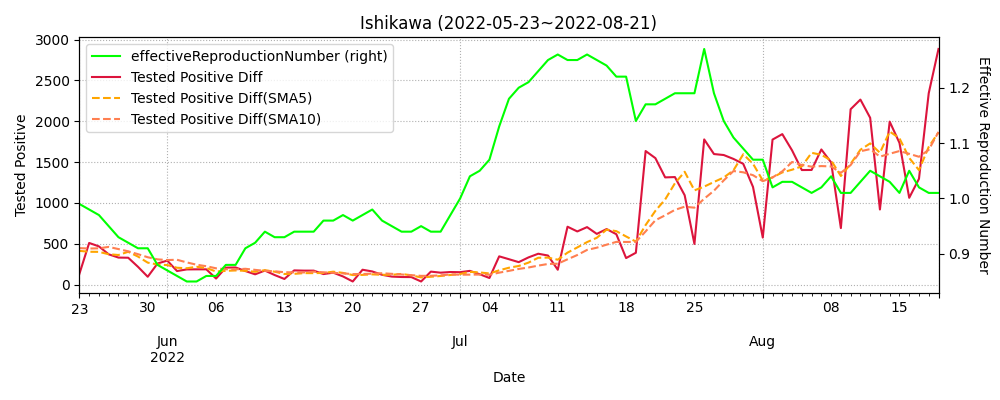 Ishikawa (2022-05-23~2022-08-21)
effectiveReproductionNumber (right)
Tested Positive Diff
Tested Positive Diff(SMA5)
Tested Positive Diff(SMA10)
Tested Positive
3000
2500
2000
1500
1000
500
0
Effective Reproduction Number
1.2
1.1
1.0
0.9
23 30 06 13 20 27 04 11 18 25 08 15
Jun Jul Aug
2022
Date